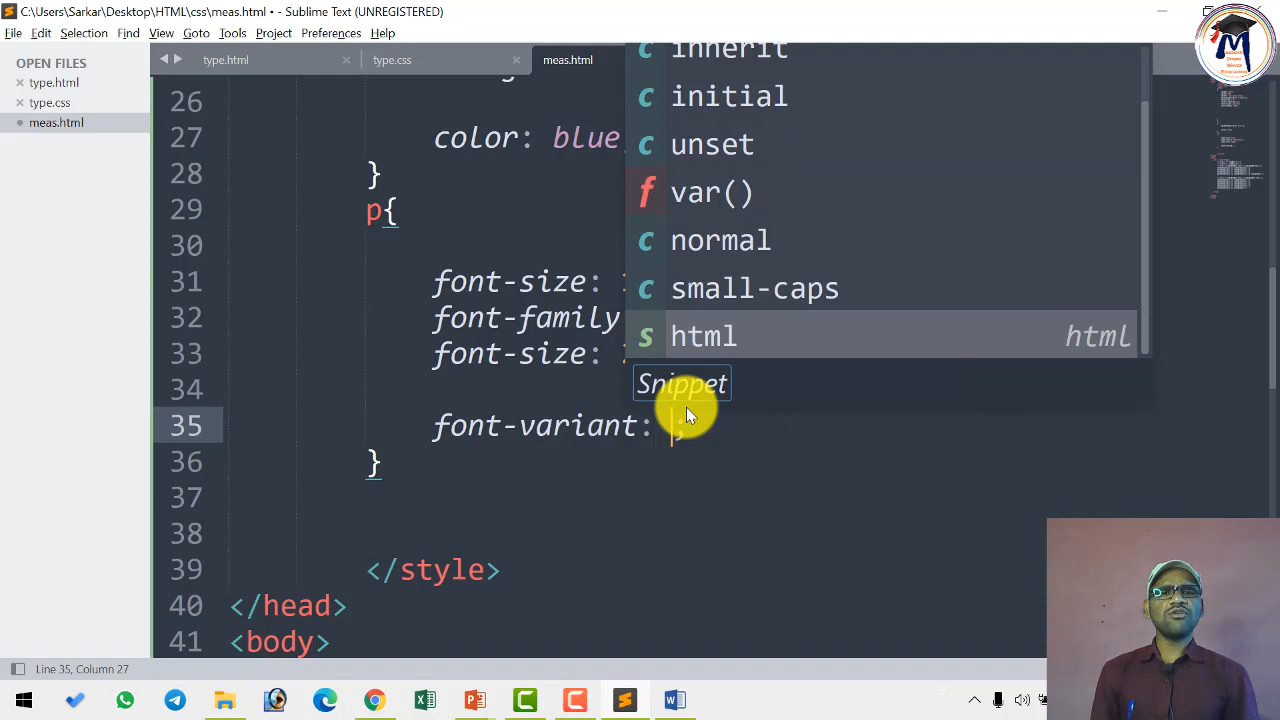 C:\Users\Sarkar\Desktop\HTML\css\meas.html • - Sublime Text (UNREGISTERED)
File Edit Selection Find View Goto Tools Project Preferences Help
OPEN FILES
type.html
type.css
meas.html
type.html
type.css
meas.html
26
27 color: blue
28 }
29 p{
30
31 font-size:
32 font-family
33 font-size:
34
35 font-variant: ;
36 }
37
38
39 </style>
40 </head>
41 <body>
inherit
initial
unset
var()
normal
small-caps
html html
Snippet
Line 35, Column 27